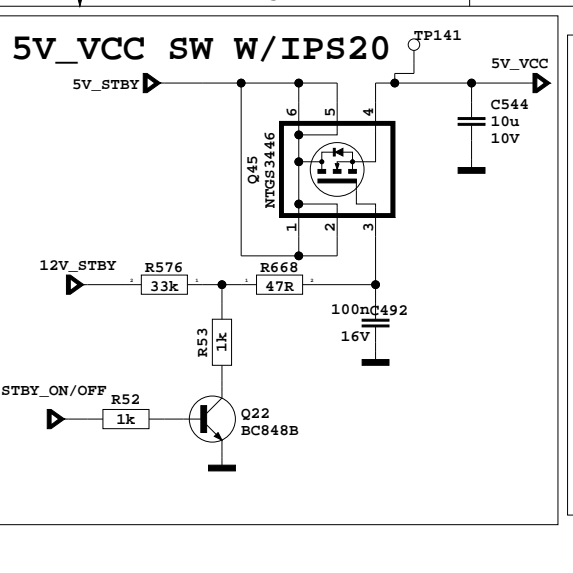 5V_VCC SW W/IPS20
TP141
5V_STBY
5V_VCC
6
5
4
C544
10u
10V
Q45
NTGS3446
1
2
3
12V_STBY
R576
R668
2
33k
1
1
47R
2
100n
C492
16V
R53
1k
STBY_ON/OFF
R52
1k
Q22
BC848B